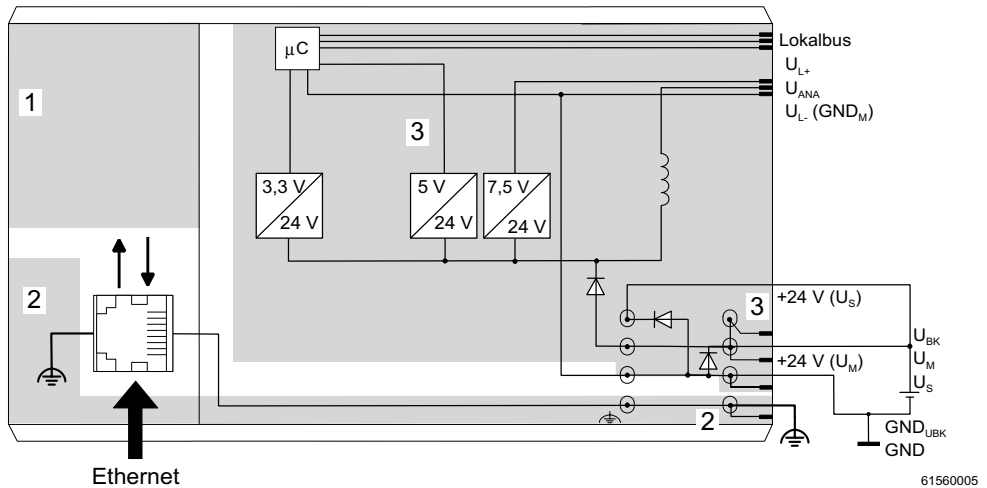 µC
Lokalbus
U_L+
U_ANA
U_L- (GND_M)
1
3
3,3 V
24 V
5 V
24 V
7,5 V
24 V
2
3
+24 V (U_S)
U_BK
+24 V (U_M)
U_M
U_S
2
GND_UBK
GND
Ethernet
61560005